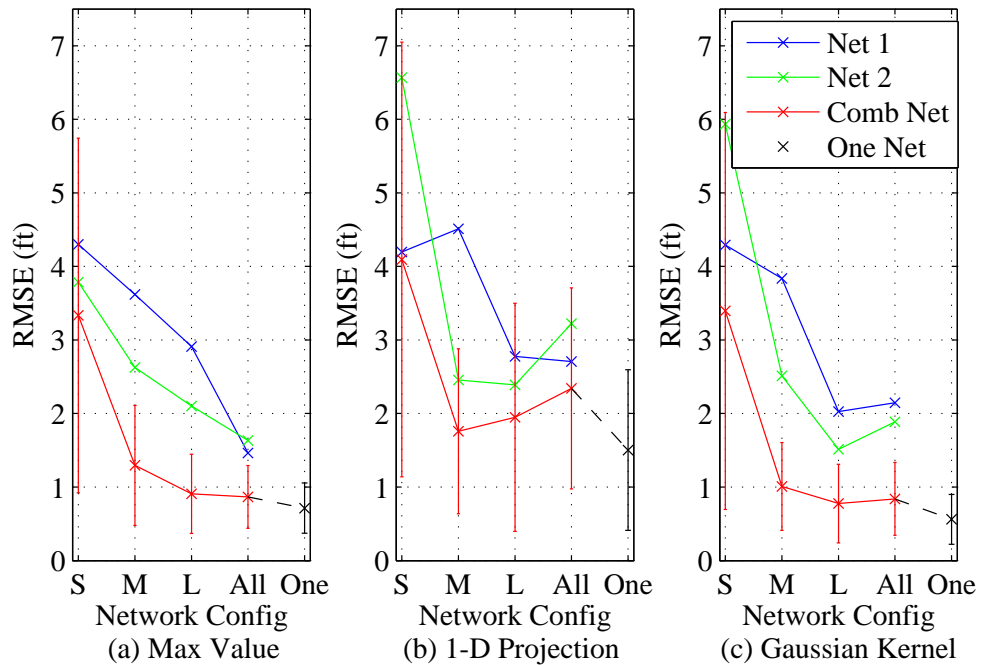 7
6
5
4
3
2
1
0
RMSE (ft)
S M L All One
Network Config
(a) Max Value
7
6
5
4
3
2
1
0
RMSE (ft)
S M L All One
Network Config
(b) 1-D Projection
7
6
5
4
3
2
1
0
RMSE (ft)
S M L All One
Network Config
(c) Gaussian Kernel
Net 1
Net 2
Comb Net
One Net